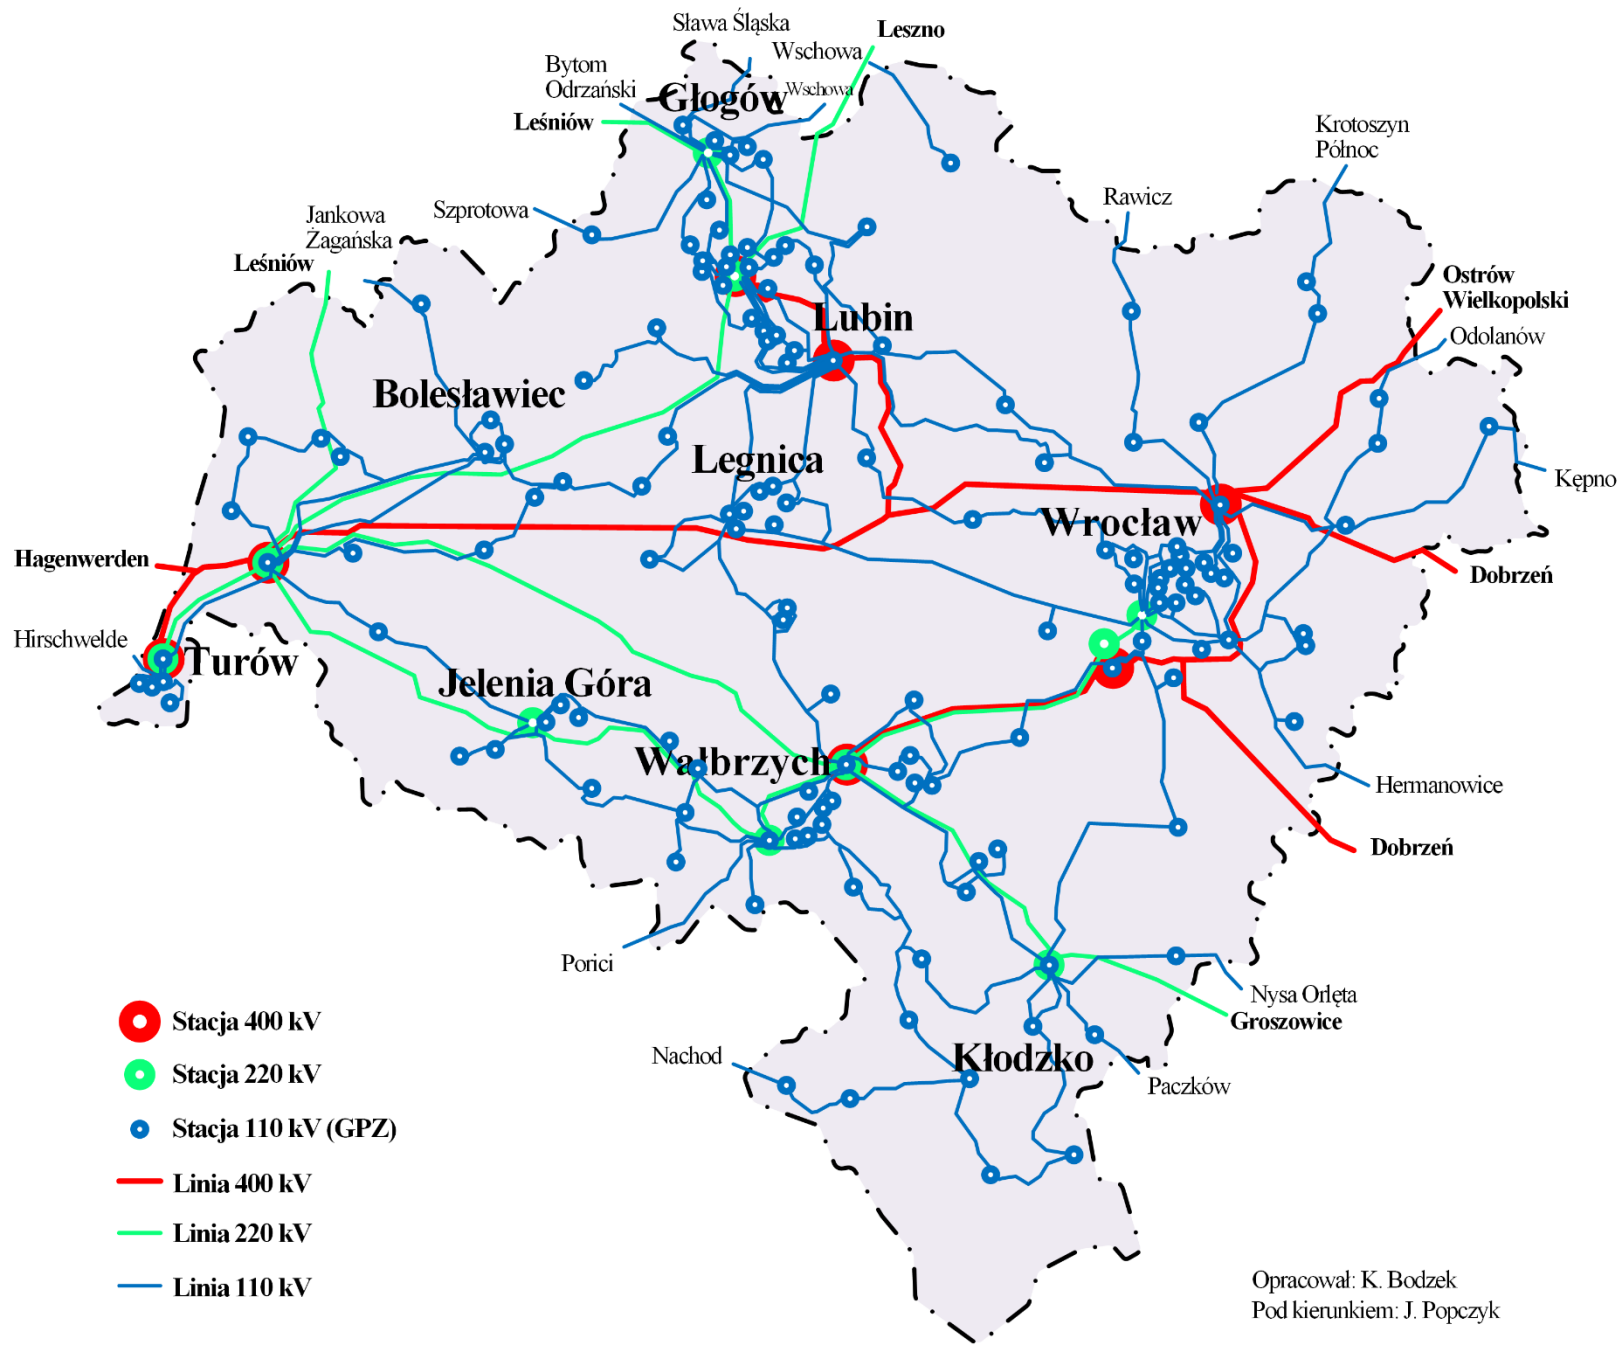 Sława Śląska
Leszno
Wschowa
Bytom
Odrzański
Głogów
Wschowa
Leśniów
Krotoszyn
Północ
Rawicz
Szprotowa
Jankowa
Żagańska
Leśniów
Ostrów
Wielkopolski
Lubin
Odolanów
Bolesławiec
Legnica
Kępno
Wrocław
Hagenwerden
Dobrzeń
Hirschwelde
Turów
Jelenia Góra
Wałbrzych
Hermanowice
Dobrzeń
Porici
Nysa Orlęta
Groszowice
Stacja 400 kV
Nachod
Kłodzko
Stacja 220 kV
Paczków
Stacja 110 kV (GPZ)
Linia 400 kV
Linia 220 kV
Linia 110 kV
Opracował: K. Bodzek
Pod kierunkiem: J. Popczyk